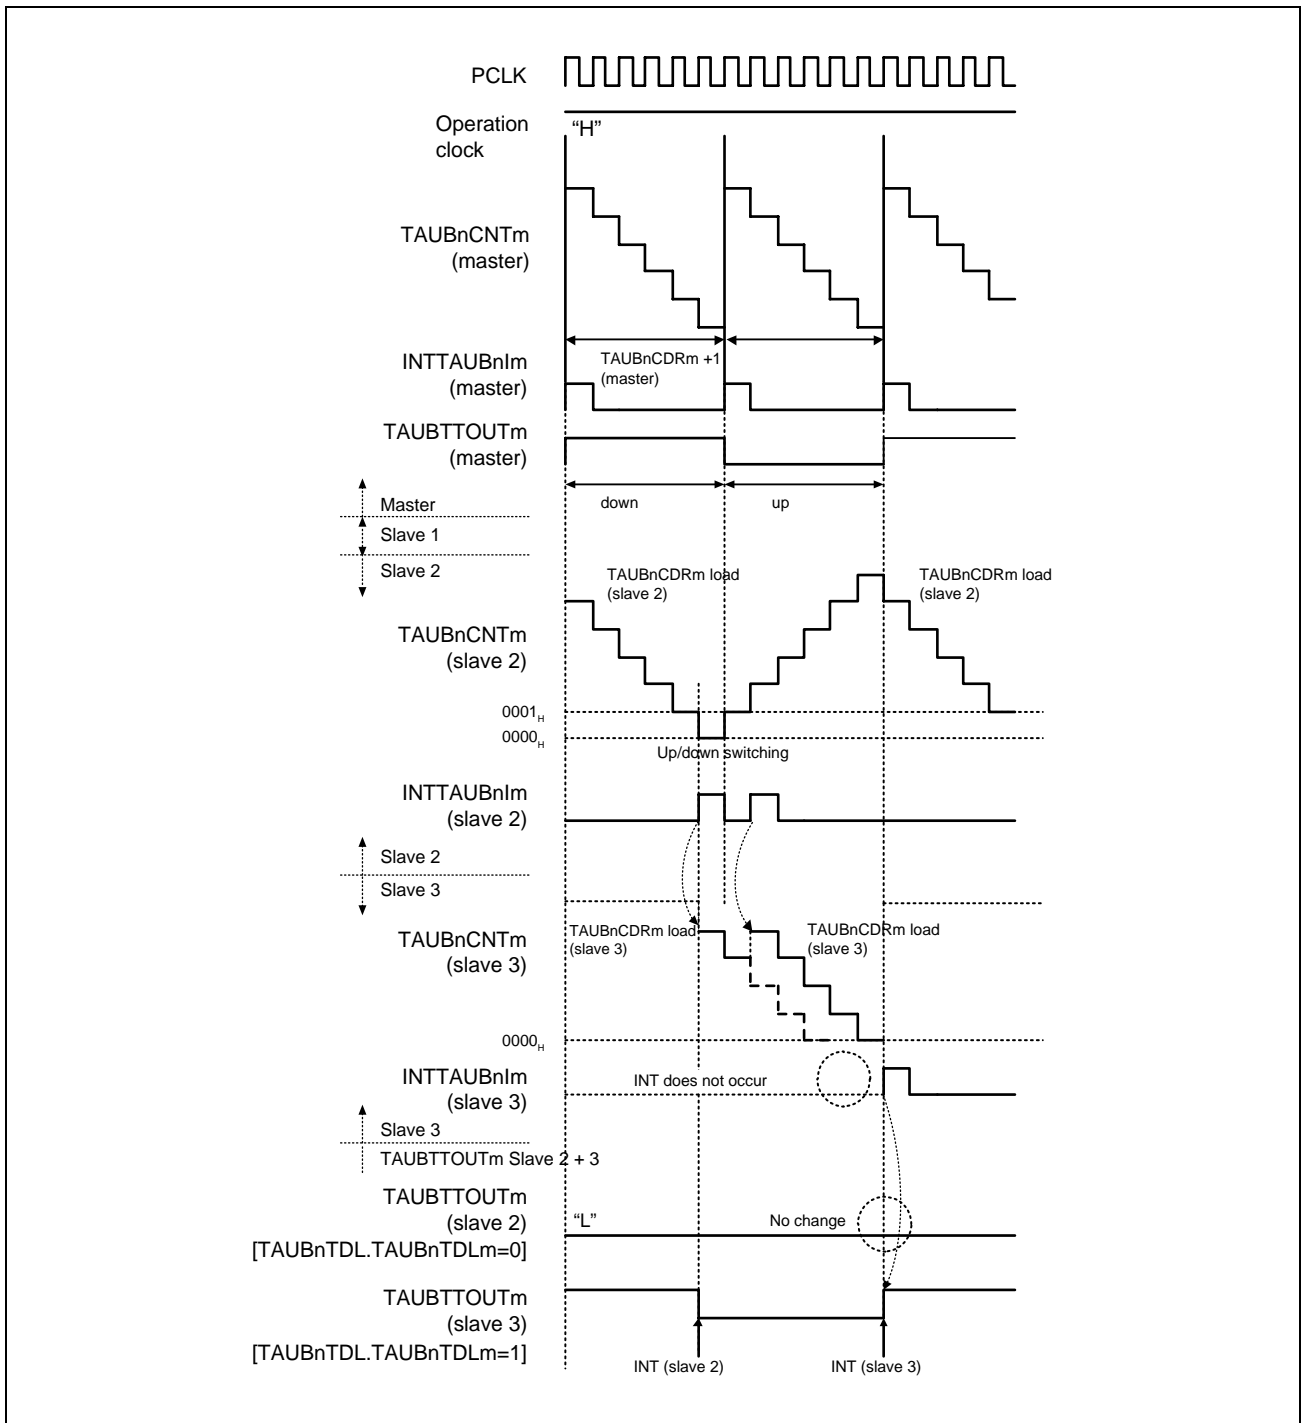 PCLK
Operation
clock
“H”
TAUBnCNTm
(master)
TAUBnCDRm +1
(master)
INTTAUBnIm
(master)
TAUBTTOUTm
(master)
down
up
Master
Slave 1
Slave 2
TAUBnCDRm load
(slave 2)
TAUBnCDRm load
(slave 2)
TAUBnCNTm
(slave 2)
0001H
0000H
Up/down switching
INTTAUBnIm
(slave 2)
Slave 2
Slave 3
TAUBnCNTm
(slave 3)
TAUBnCDRm load
(slave 3)
TAUBnCDRm load
(slave 3)
0000H
INTTAUBnIm
(slave 3)
INT does not occur
Slave 3
TAUBTTOUTm Slave 2 + 3
TAUBTTOUTm
(slave 2)
[TAUBnTDL.TAUBnTDLm=0]
“L”
No change
TAUBTTOUTm
(slave 3)
[TAUBnTDL.TAUBnTDLm=1]
INT (slave 2)
INT (slave 3)